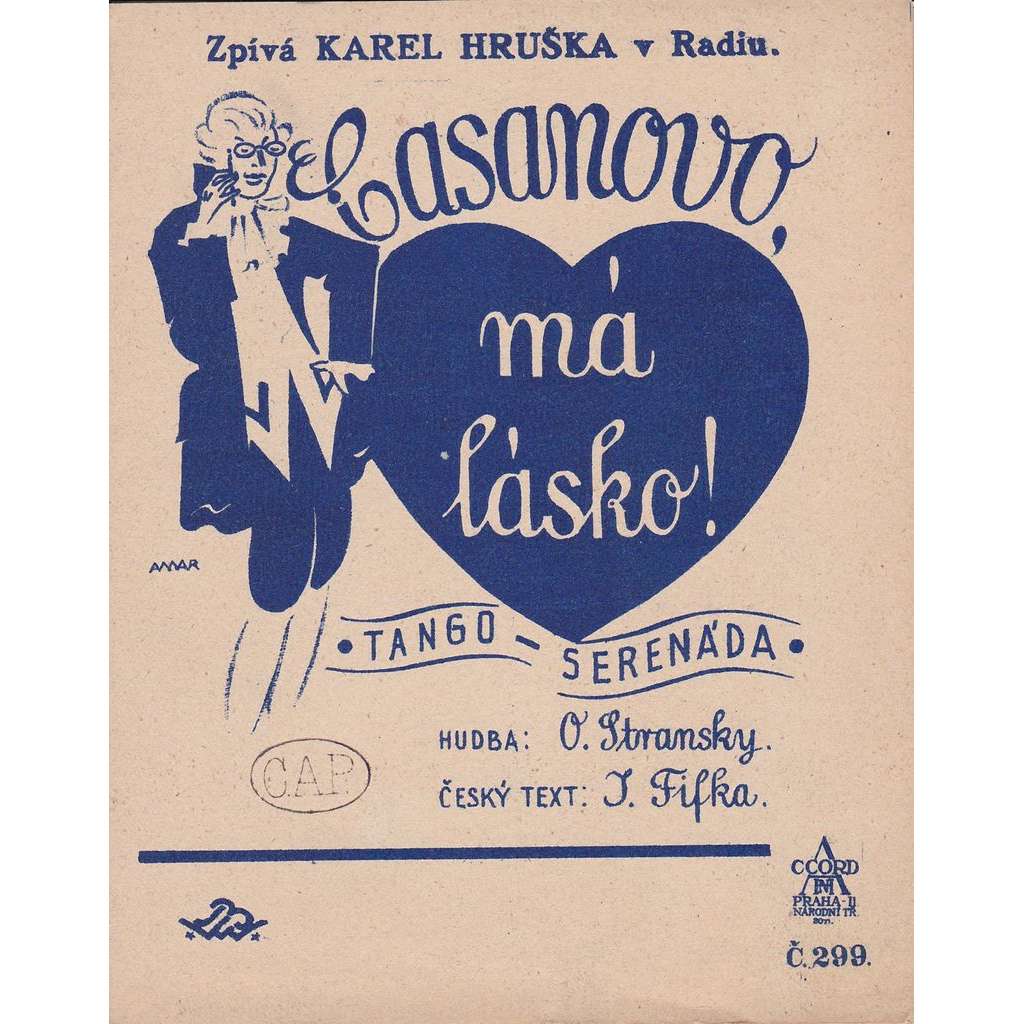 Zpívá KAREL HRUŠKA v Radiu.
Casanovo,
má
lásko!
AMAR
• TANGO –
SERENÁDA •
HUDBA: O. Stransky.
ČESKÝ TEXT: J. Fifka.
C.A.P.
ACCORD
PRAHA-II
NÁRODNÍ TŘ.
Č.299.